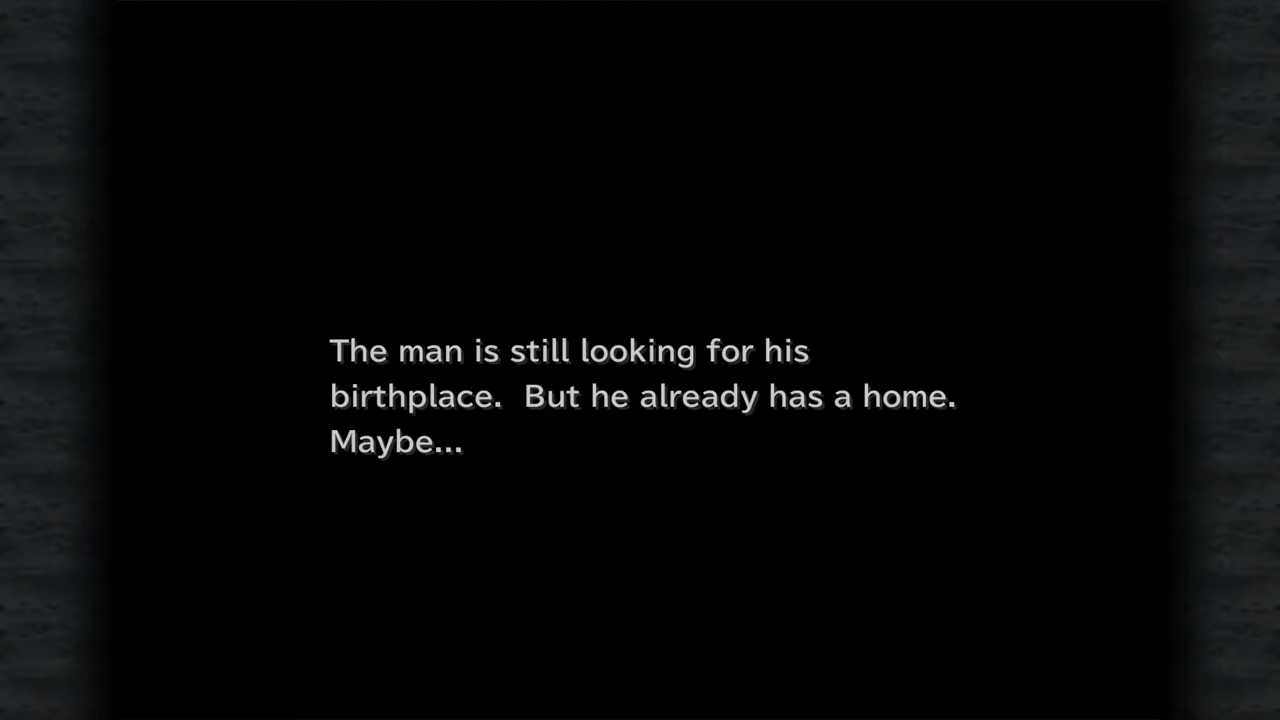 The man is still looking for his
birthplace.  But he already has a home.
Maybe...